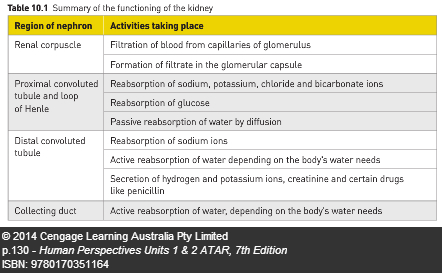 Table 10.1 Summary of the functioning of the kidney
Region of nephron Activities taking place
Renal corpuscle Filtration of blood from capillaries of glomerulus
Formation of filtrate in the glomerular capsule
Proximal convoluted Reabsorption of sodium, potassium, chloride and bicarbonate ions
tubule and loop
of Henle Reabsorption of glucose
Passive reabsorption of water by diffusion
Distal convoluted Reabsorption of sodium ions
tubule
Active reabsorption of water depending on the body's water needs
Secretion of hydrogen and potassium ions, creatinine and certain drugs
like penicillin
Collecting duct Active reabsorption of water, depending on the body's water needs
© 2014 Cengage Learning Australia Pty Limited
p.130 - Human Perspectives Units 1 & 2 ATAR, 7th Edition
ISBN: 9780170351164